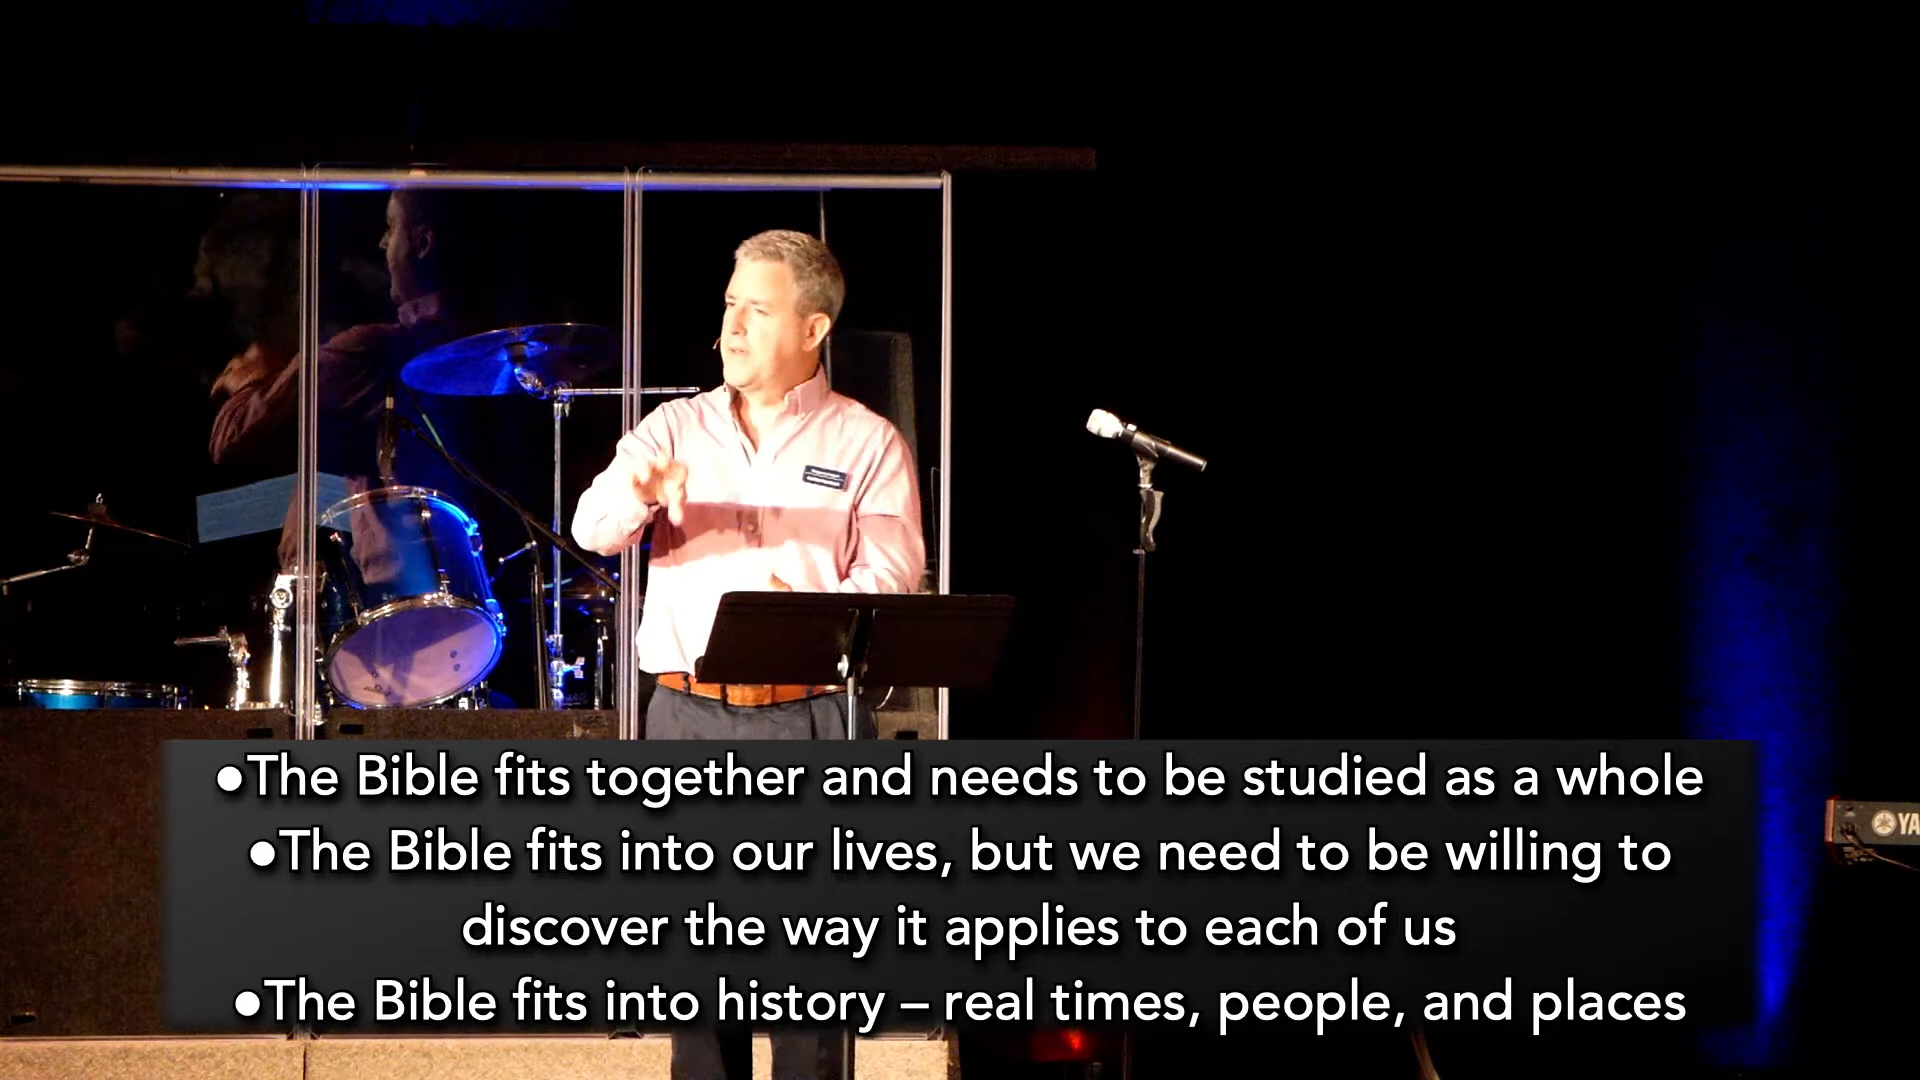 ●The Bible fits together and needs to be studied as a whole
●The Bible fits into our lives, but we need to be willing to
discover the way it applies to each of us
●The Bible fits into history – real times, people, and places
YA